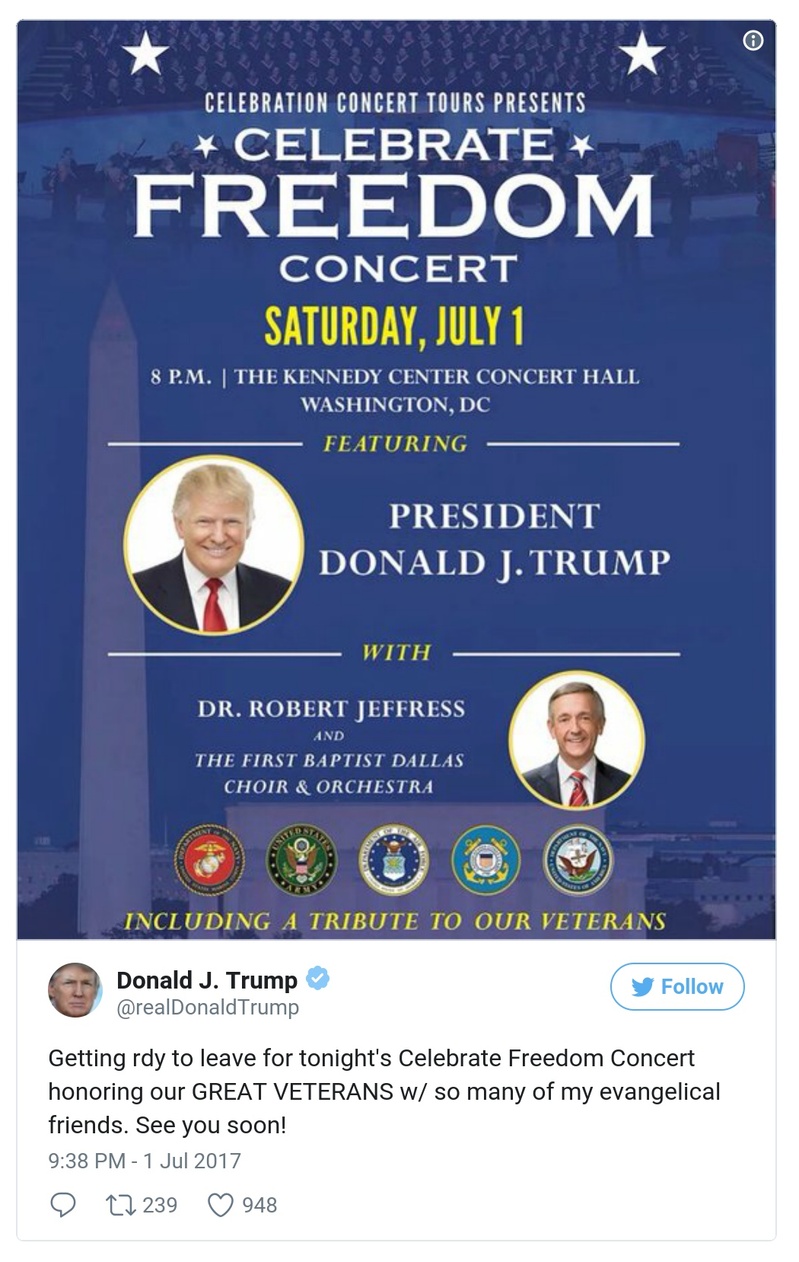 CELEBRATION CONCERT TOURS PRESENTS
CELEBRATE
FREEDOM
CONCERT
SATURDAY, JULY 1
8 P.M. | THE KENNEDY CENTER CONCERT HALL
WASHINGTON, DC
FEATURING
PRESIDENT
DONALD J. TRUMP
WITH
DR. ROBERT JEFFRESS
AND
THE FIRST BAPTIST DALLAS
CHOIR & ORCHESTRA
INCLUDING A TRIBUTE TO OUR VETERANS
Donald J. Trump
@realDonaldTrump
Follow
Getting rdy to leave for tonight's Celebrate Freedom Concert
honoring our GREAT VETERANS w/ so many of my evangelical
friends. See you soon!
9:38 PM - 1 Jul 2017
239 948